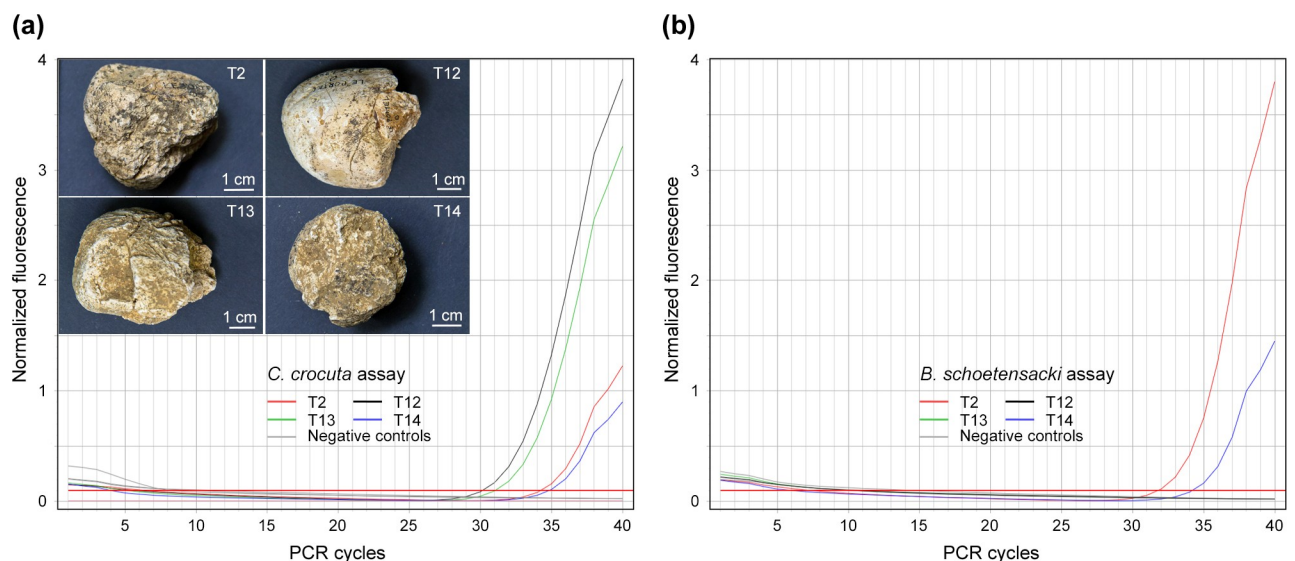 (a)
4
3
2
1
0
Normalized fluorescence
T2
1 cm
T12
1 cm
T13
1 cm
T14
1 cm
C. crocuta assay
T2 T12
T13 T14
Negative controls
5 10 15 20 25 30 35 40
PCR cycles
(b)
4
3
2
1
0
Normalized fluorescence
B. schoetensacki assay
T2 T12
T13 T14
Negative controls
5 10 15 20 25 30 35 40
PCR cycles